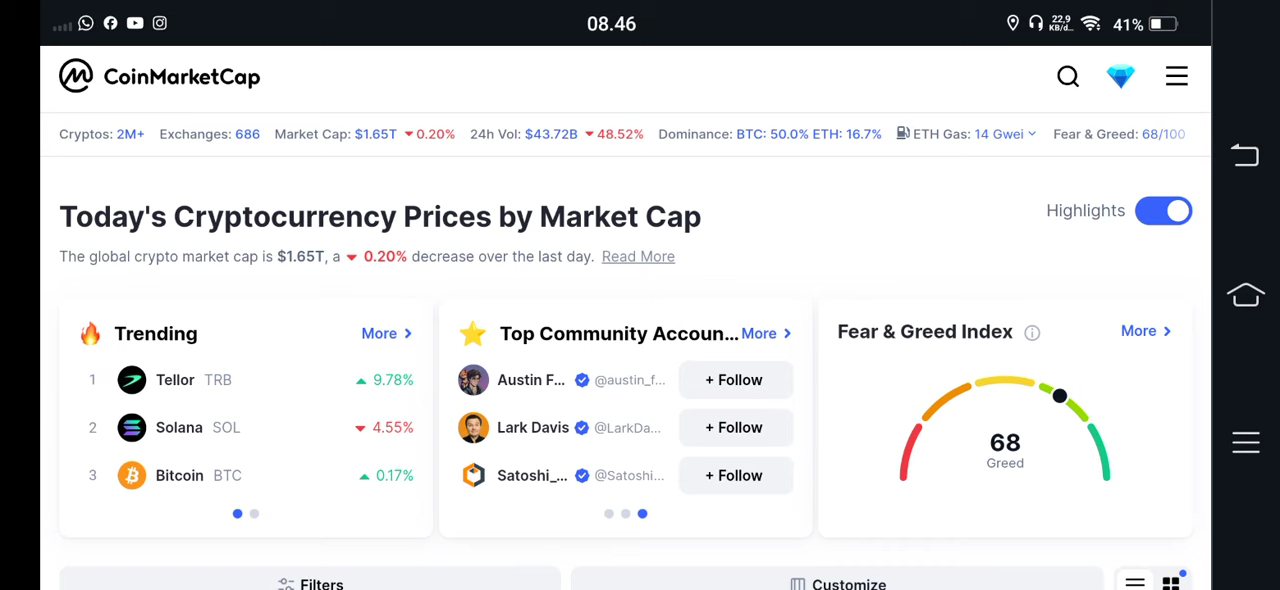 08.46
22,9
KB/d...
41%
CoinMarketCap
Cryptos: 2M+ Exchanges: 686 Market Cap: $1.65T 0.20% 24h Vol: $43.72B 48.52% Dominance: BTC: 50.0% ETH: 16.7% ETH Gas: 14 Gwei Fear & Greed: 68/100
Today's Cryptocurrency Prices by Market Cap
Highlights
The global crypto market cap is $1.65T, a 0.20% decrease over the last day. Read More
Trending
More
1 Tellor TRB 9.78%
2 Solana SOL 4.55%
3 Bitcoin BTC 0.17%
Top Community Accoun... More
Austin F... @austin_f... + Follow
Lark Davis @LarkDa... + Follow
Satoshi_... @Satoshi... + Follow
Fear & Greed Index
More
68
Greed
Filters
Customize